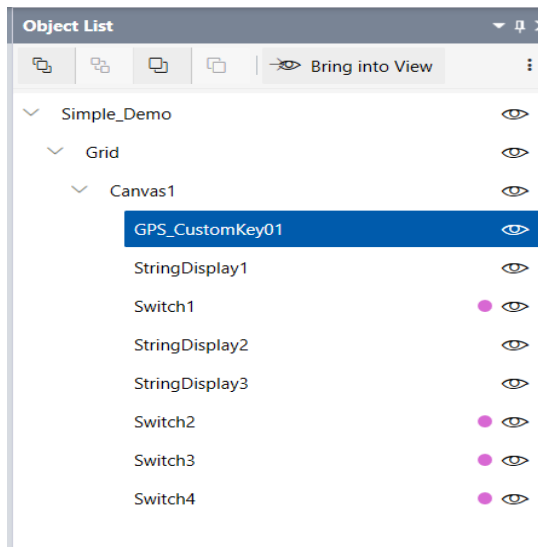 Object List
Bring into View
Simple_Demo
Grid
Canvas1
GPS_CustomKey01
StringDisplay1
Switch1
StringDisplay2
StringDisplay3
Switch2
Switch3
Switch4